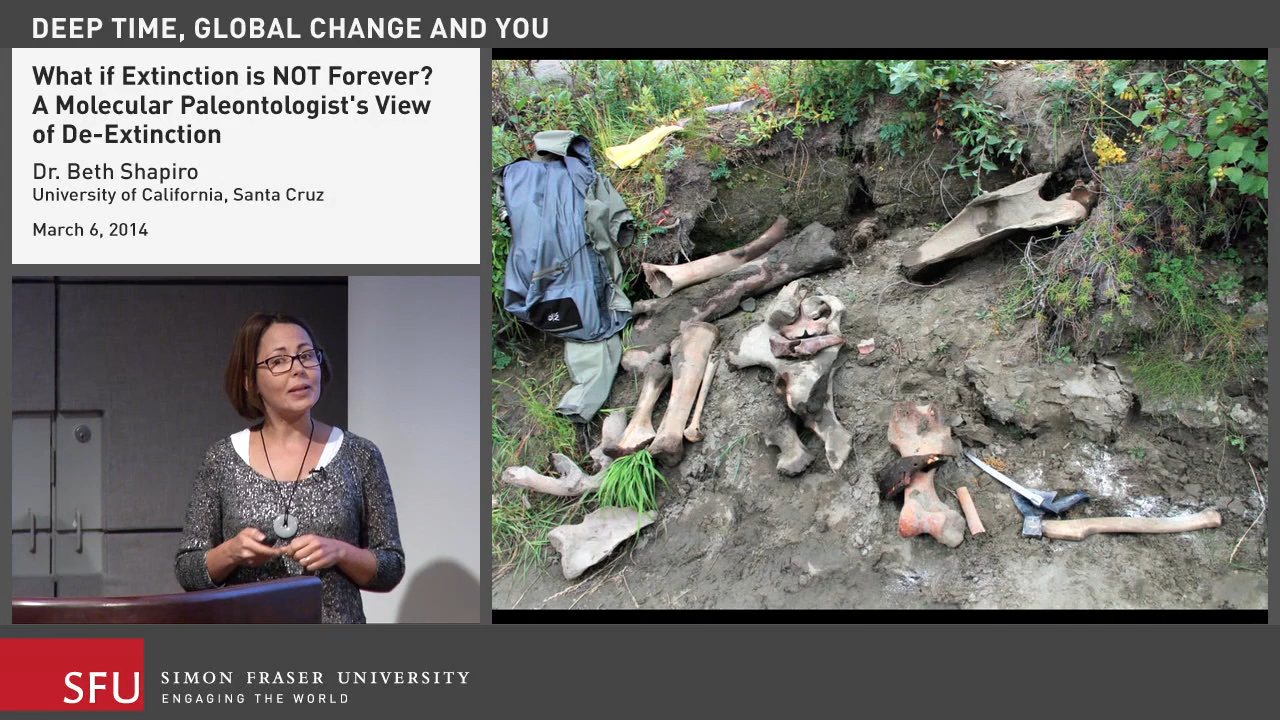 DEEP TIME, GLOBAL CHANGE AND YOU
What if Extinction is NOT Forever?
A Molecular Paleontologist's View
of De-Extinction
Dr. Beth Shapiro
University of California, Santa Cruz
March 6, 2014
SFU
SIMON FRASER UNIVERSITY
ENGAGING THE WORLD